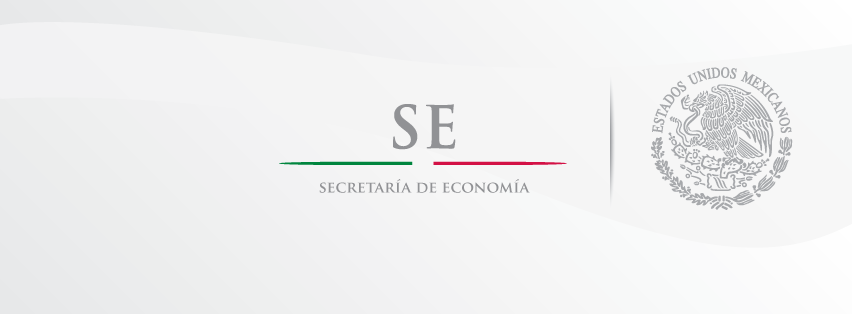 SE
SECRETARÍA DE ECONOMÍA
ESTADOS UNIDOS MEXICANOS